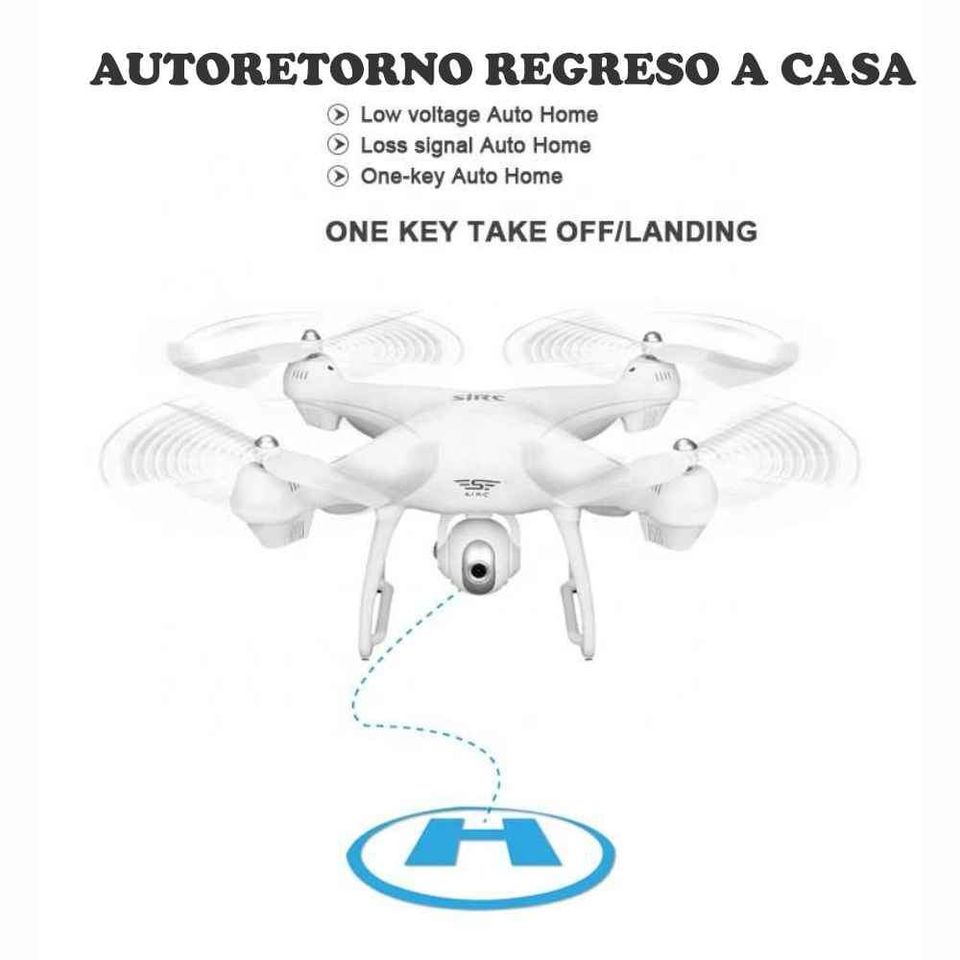 AUTORETORNO REGRESO A CASA
Low voltage Auto Home
Loss signal Auto Home
One-key Auto Home
ONE KEY TAKE OFF/LANDING
SJRC
S
SJRC
H